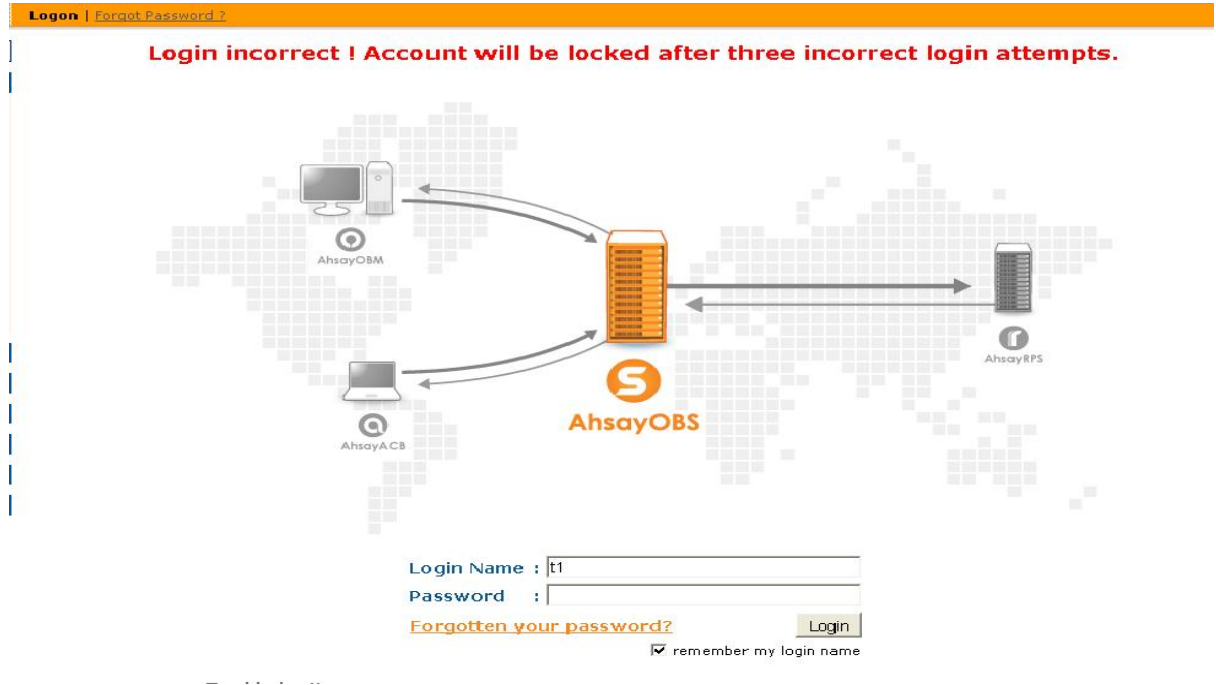 Logon | Forgot Password ?
Login incorrect ! Account will be locked after three incorrect login attempts.
AhsayOBM
AhsayRPS
AhsayOBS
AhsayACB
Login Name : t1
Password :
Forgotten your password? Login
remember my login name